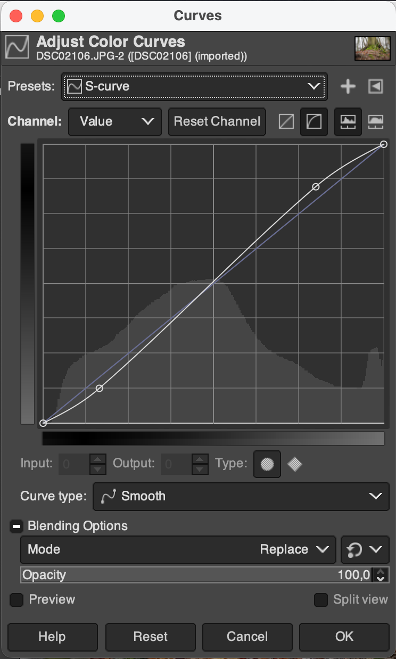 Curves
Adjust Color Curves
DSC02106.JPG-2 ([DSC02106] (imported))
Presets: S-curve
Channel: Value Reset Channel
Input: 0 Output: 0 Type:
Curve type: Smooth
Blending Options
Mode Replace
Opacity 100,0
Preview Split view
Help Reset Cancel OK